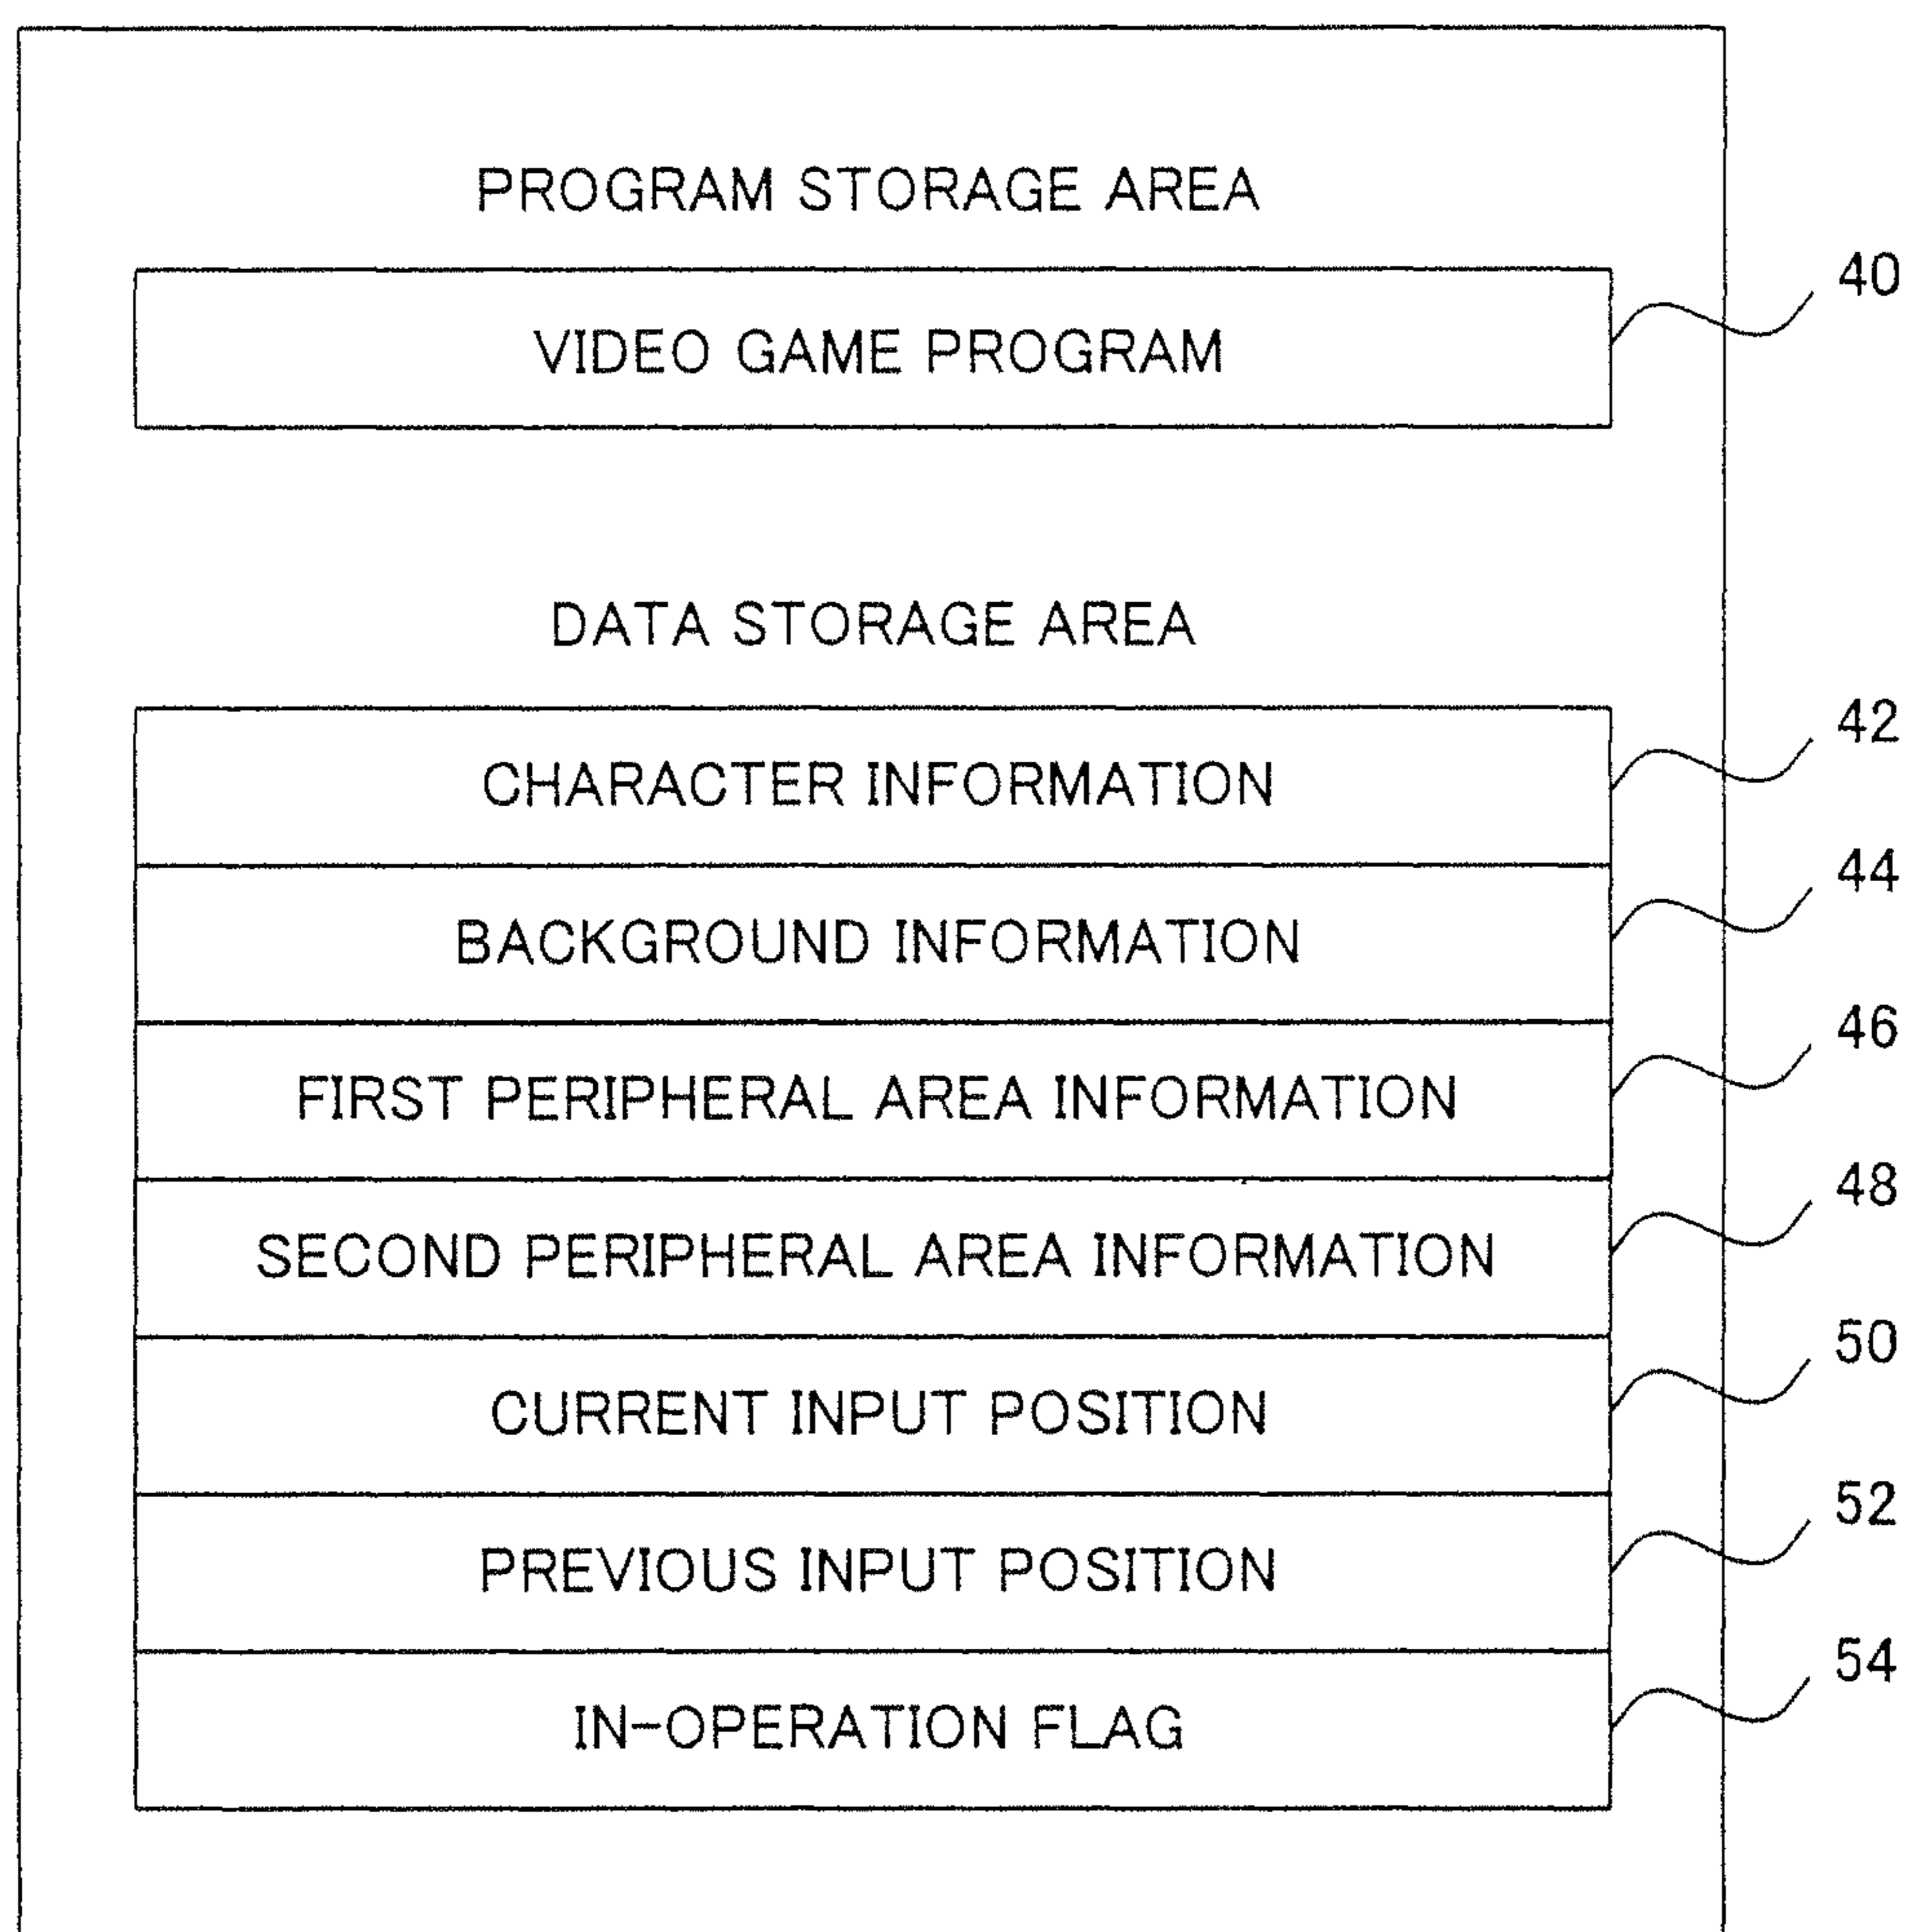 PROGRAM STORAGE AREA
VIDEO GAME PROGRAM
40
DATA STORAGE AREA
CHARACTER INFORMATION
42
BACKGROUND INFORMATION
44
FIRST PERIPHERAL AREA INFORMATION
46
SECOND PERIPHERAL AREA INFORMATION
48
CURRENT INPUT POSITION
50
PREVIOUS INPUT POSITION
52
IN-OPERATION FLAG
54